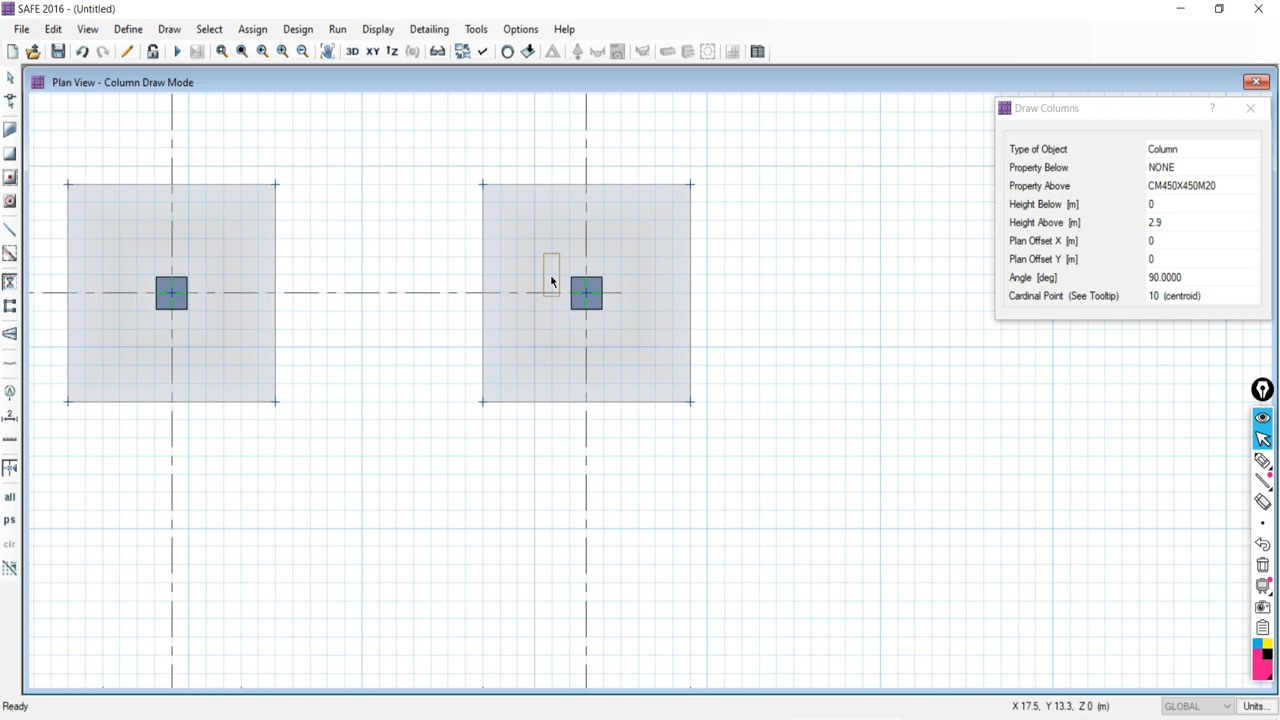 SAFE 2016 - (Untitled)
File Edit View Define Draw Select Assign Design Run Display Detailing Tools Options Help
3D XY
Plan View - Column Draw Mode
Draw Columns ?
Type of Object Column
Property Below NONE
Property Above CM450X450M20
Height Below [m] 0
Height Above [m] 2.9
Plan Offset X [m] 0
Plan Offset Y [m] 0
Angle [deg] 90.0000
Cardinal Point (See Tooltip) 10 (centroid)
2
all
ps
clr
Ready X 17.5, Y 13.3, Z 0 (m) GLOBAL Units...